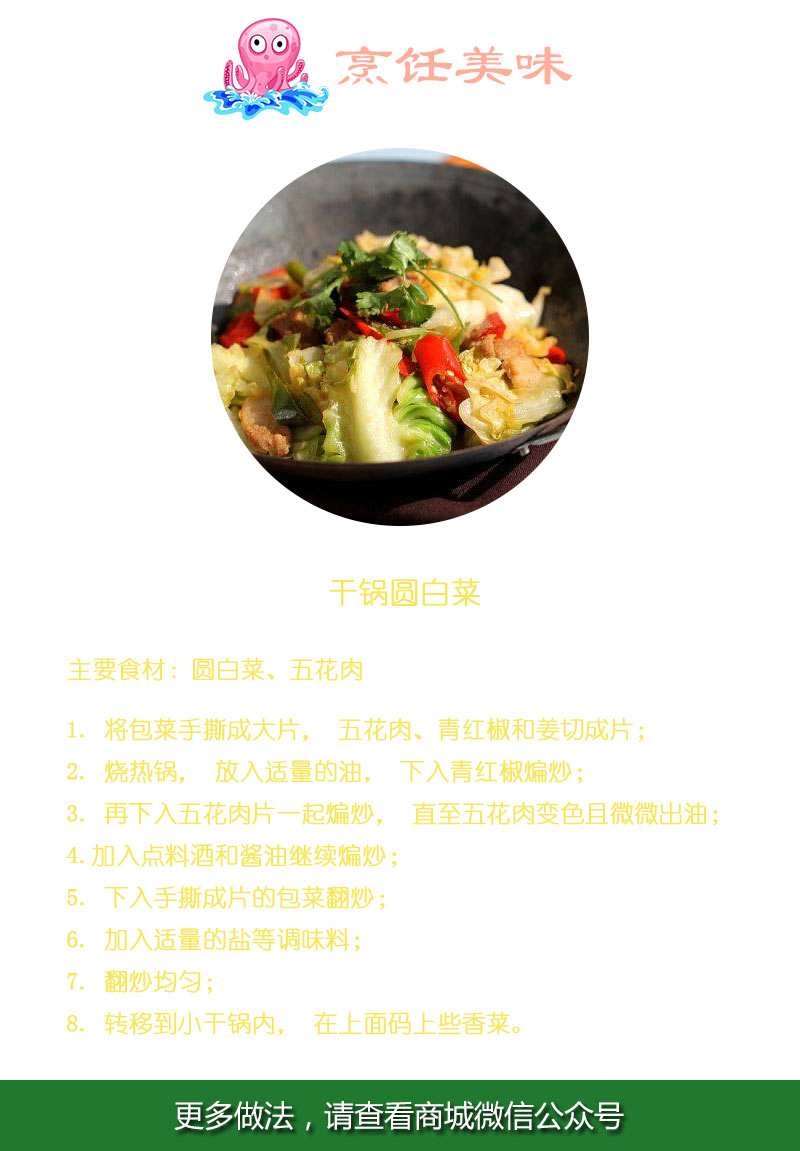 烹饪美味
干锅圆白菜
主要食材：圆白菜、五花肉
1. 将包菜手撕成大片， 五花肉、青红椒和姜切成片；
2. 烧热锅， 放入适量的油， 下入青红椒煸炒；
3. 再下入五花肉片一起煸炒， 直至五花肉变色且微微出油；
4.加入点料酒和酱油继续煸炒；
5. 下入手撕成片的包菜翻炒；
6. 加入适量的盐等调味料；
7. 翻炒均匀；
8. 转移到小干锅内， 在上面码上些香菜。
更多做法，请查看商城微信公众号